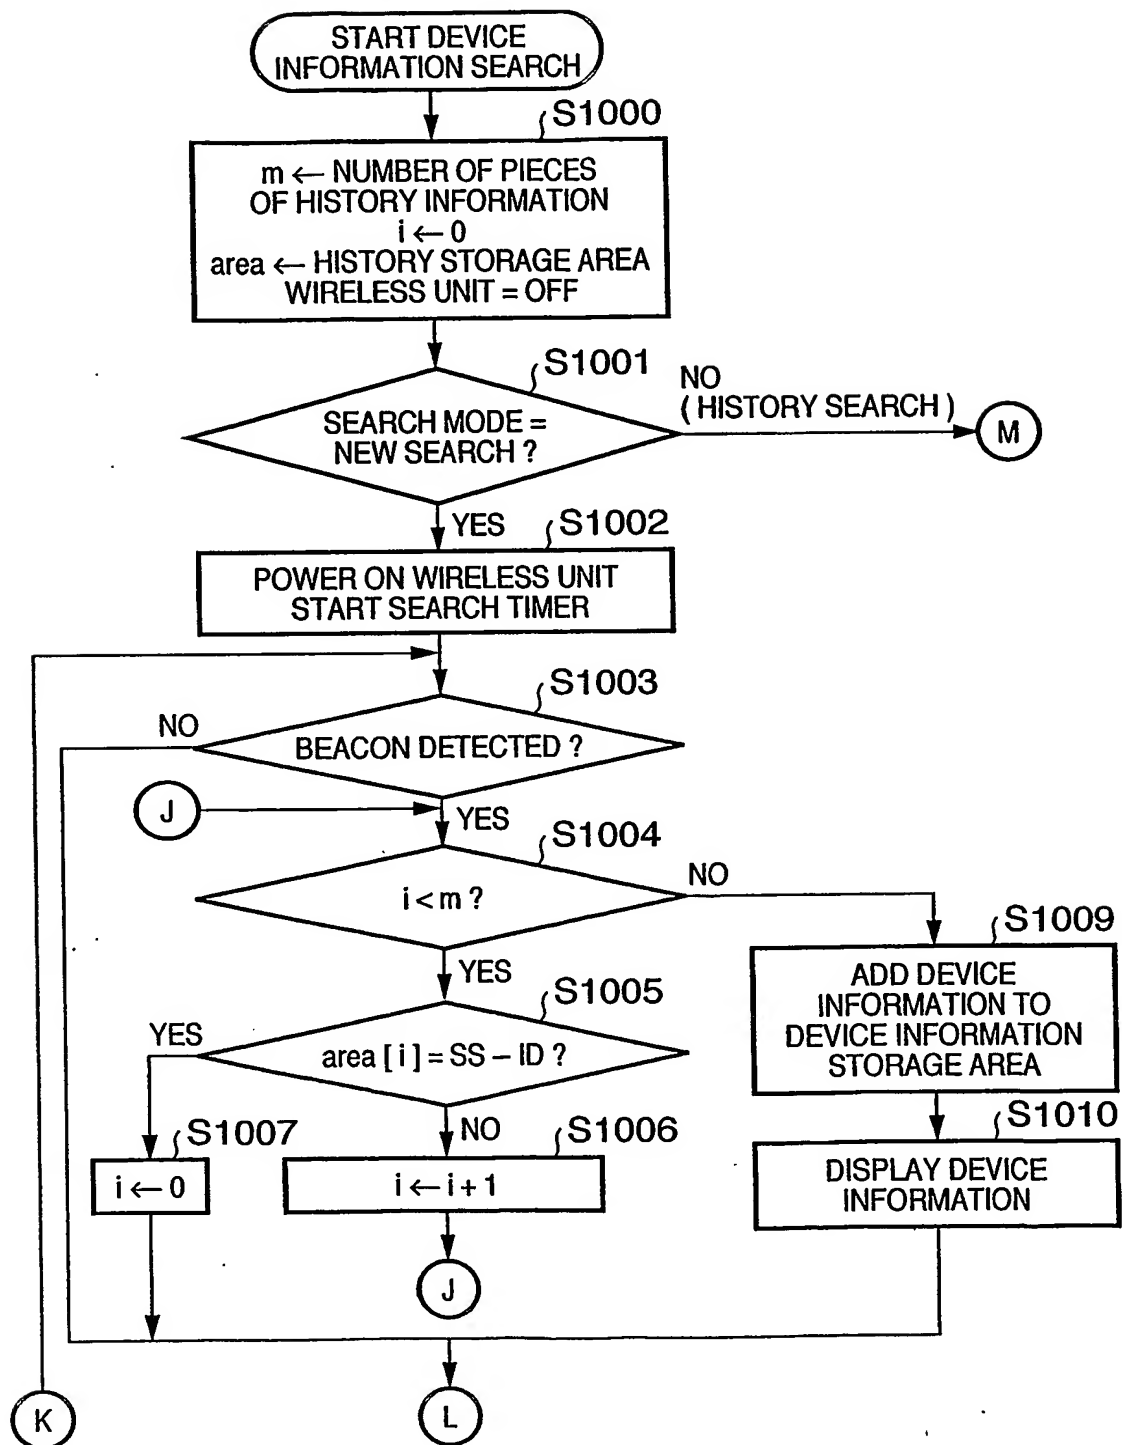 START DEVICE
INFORMATION SEARCH
S1000
m ← NUMBER OF PIECES
OF HISTORY INFORMATION
i ← 0
area ← HISTORY STORAGE AREA
WIRELESS UNIT = OFF
S1001
SEARCH MODE =
NEW SEARCH ?
NO
( HISTORY SEARCH )
M
YES
S1002
POWER ON WIRELESS UNIT
START SEARCH TIMER
S1003
BEACON DETECTED ?
NO
J
YES
S1004
i < m ?
NO
YES
S1009
ADD DEVICE
INFORMATION TO
DEVICE INFORMATION
STORAGE AREA
S1005
area [ i ] = SS – ID ?
YES
NO
S1007
i ← 0
S1006
i ← i + 1
S1010
DISPLAY DEVICE
INFORMATION
J
K
L